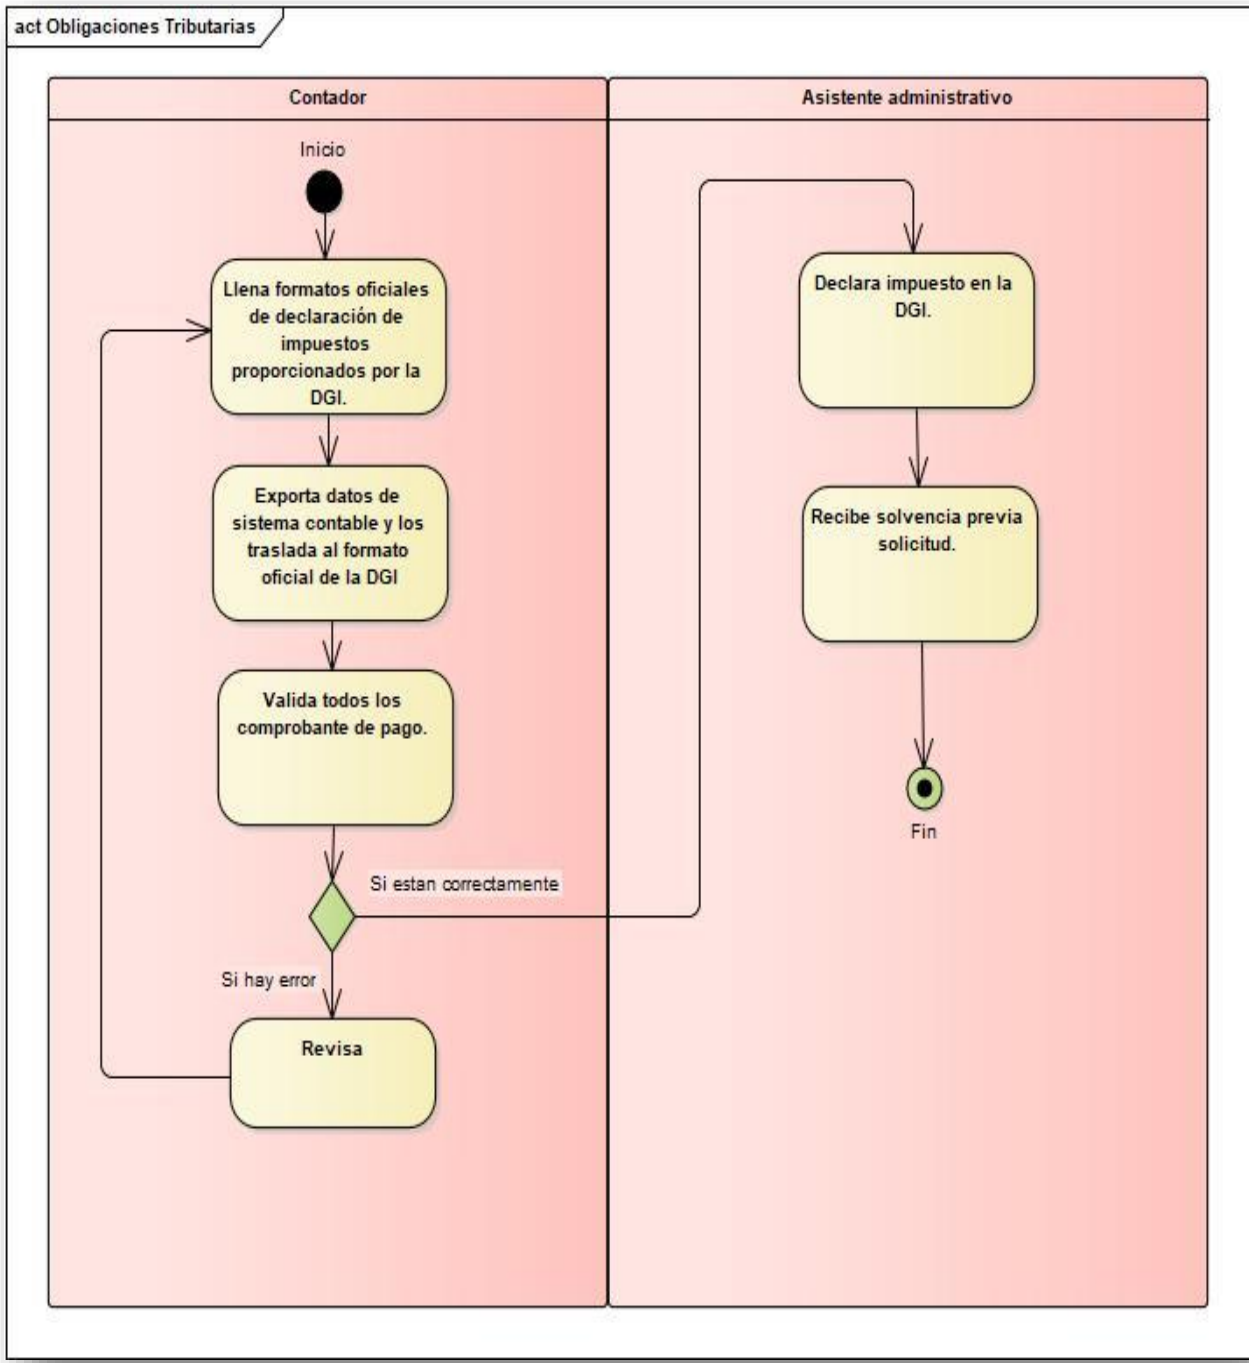 act Obligaciones Tributarias
Contador
Asistente administrativo
Inicio
Llena formatos oficiales
de declaración de
impuestos
proporcionados por la
DGI.
Exporta datos de
sistema contable y los
traslada al formato
oficial de la DGI
Valida todos los
comprobante de pago.
Si estan correctamente
Si hay error
Revisa
Declara impuesto en la
DGI.
Recibe solvencia previa
solicitud.
Fin